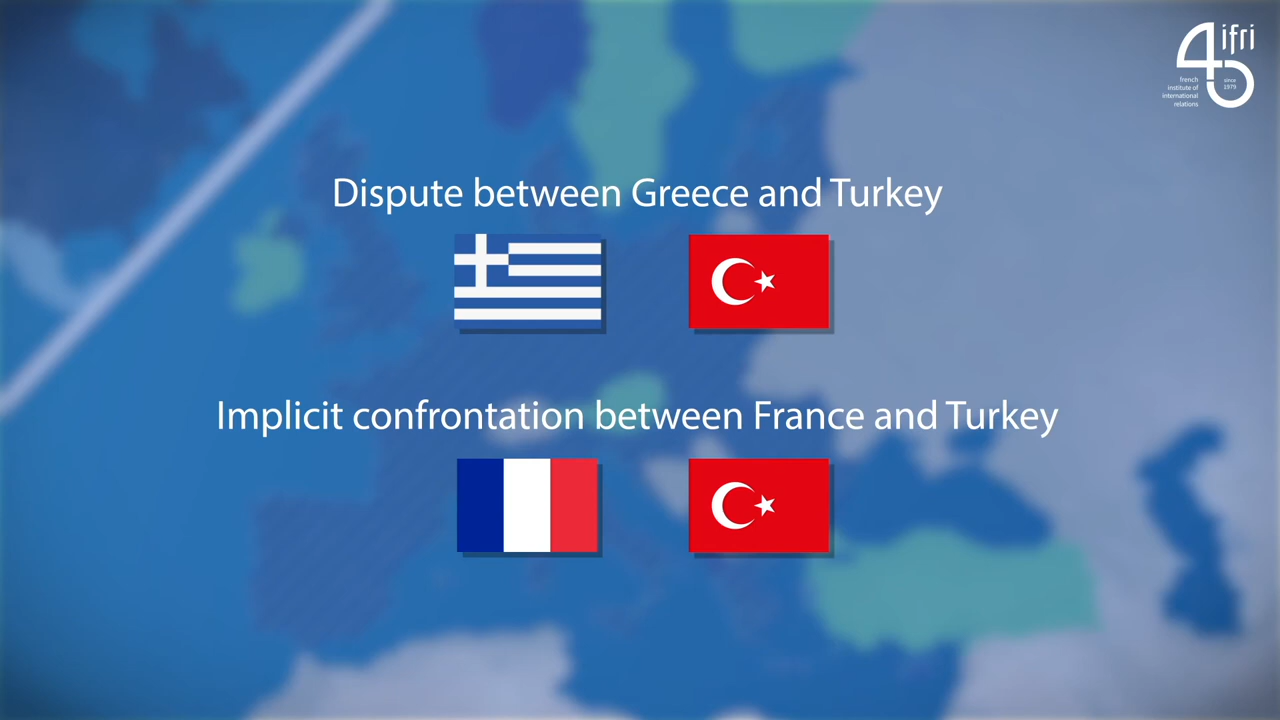 ifri
40
french
institute of
international
relations
since
1979
Dispute between Greece and Turkey
Implicit confrontation between France and Turkey